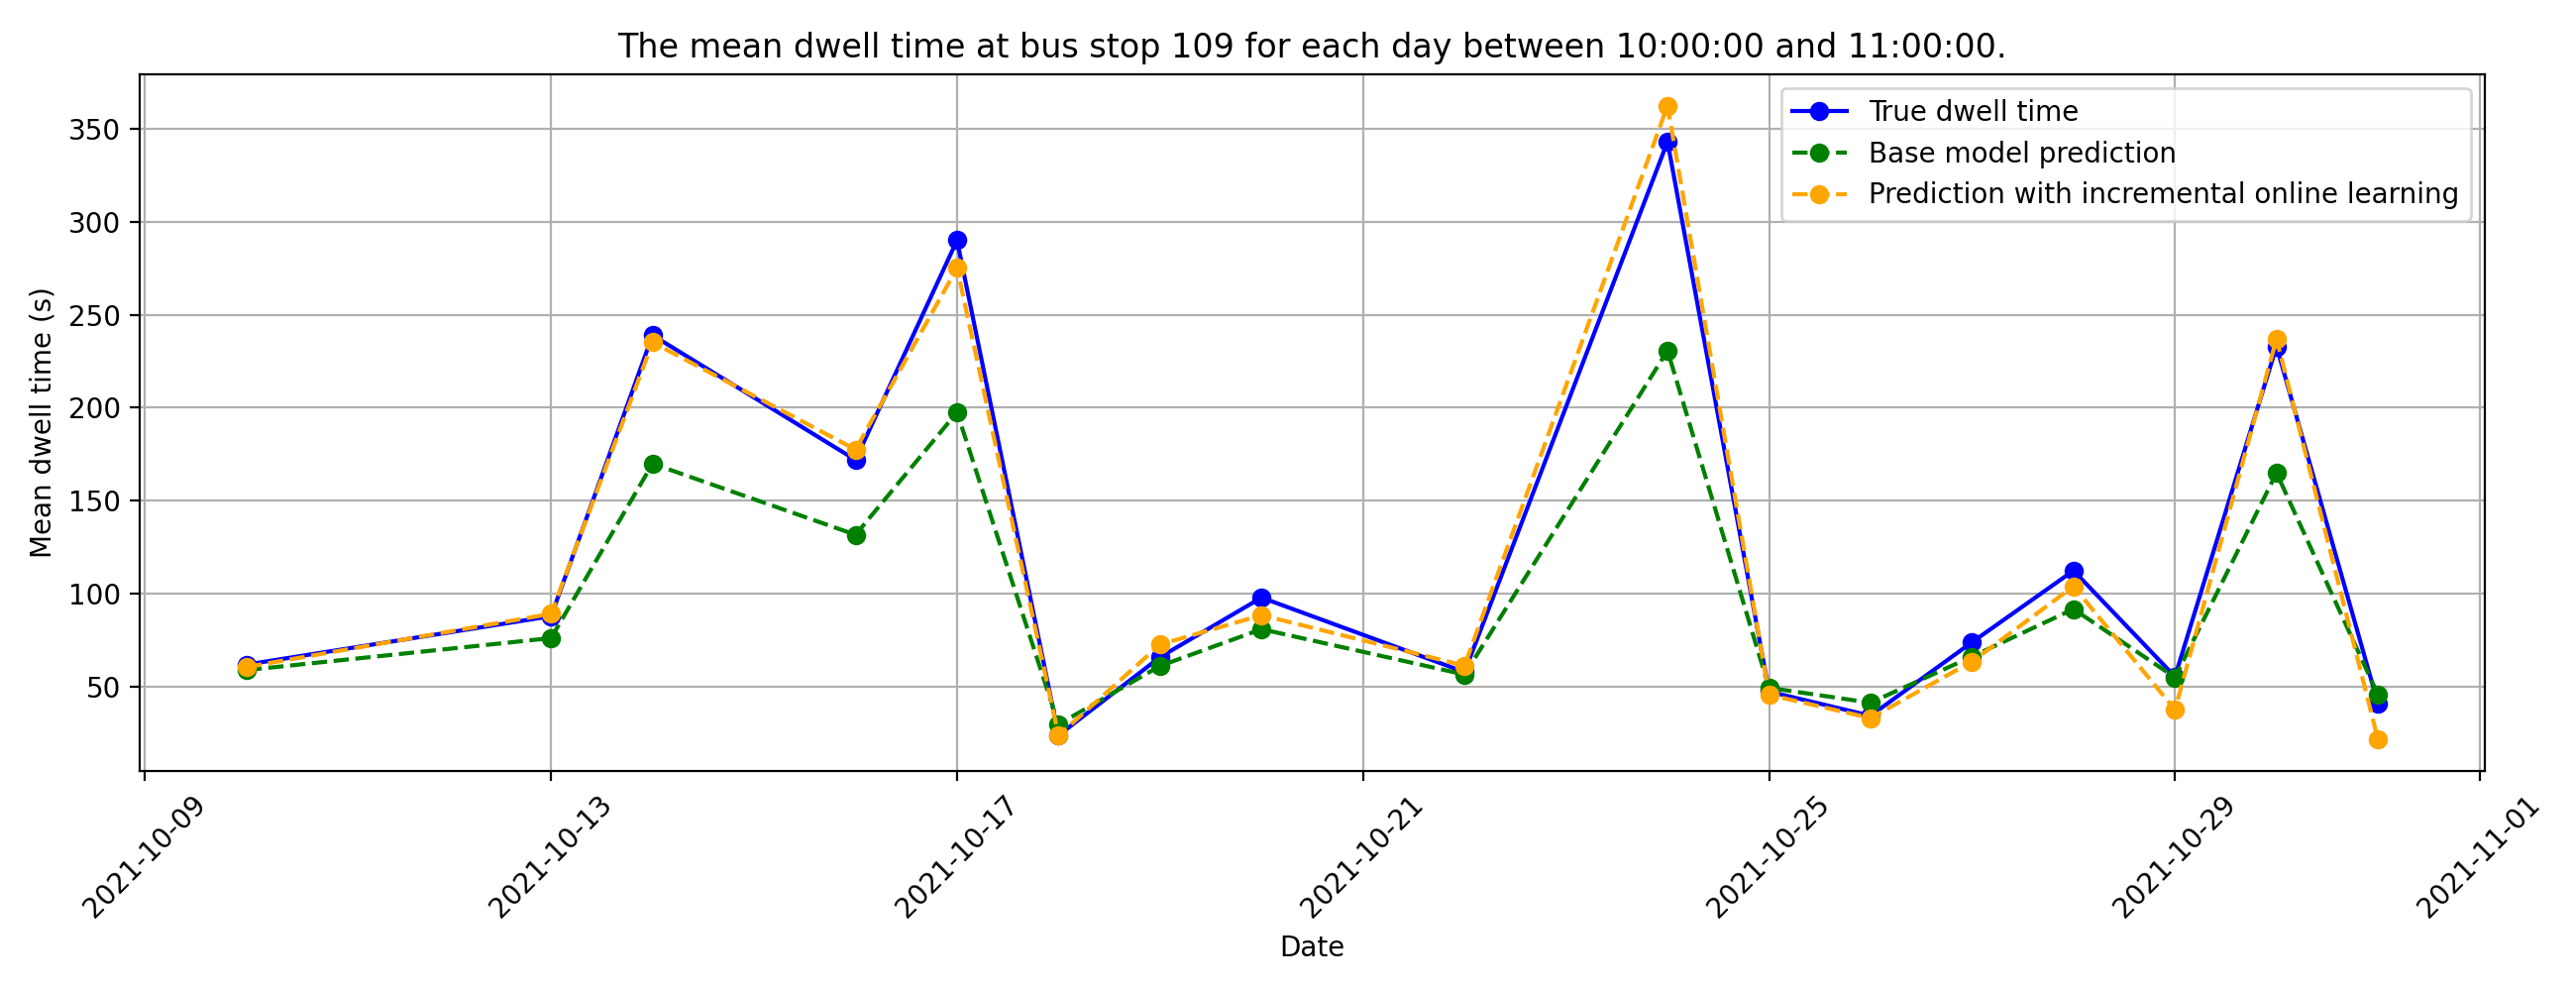 The mean dwell time at bus stop 109 for each day between 10:00:00 and 11:00:00.
True dwell time
Base model prediction
Prediction with incremental online learning
Mean dwell time (s)
350
300
250
200
150
100
50
2021-10-09
2021-10-13
2021-10-17
2021-10-21
2021-10-25
2021-10-29
2021-11-01
Date